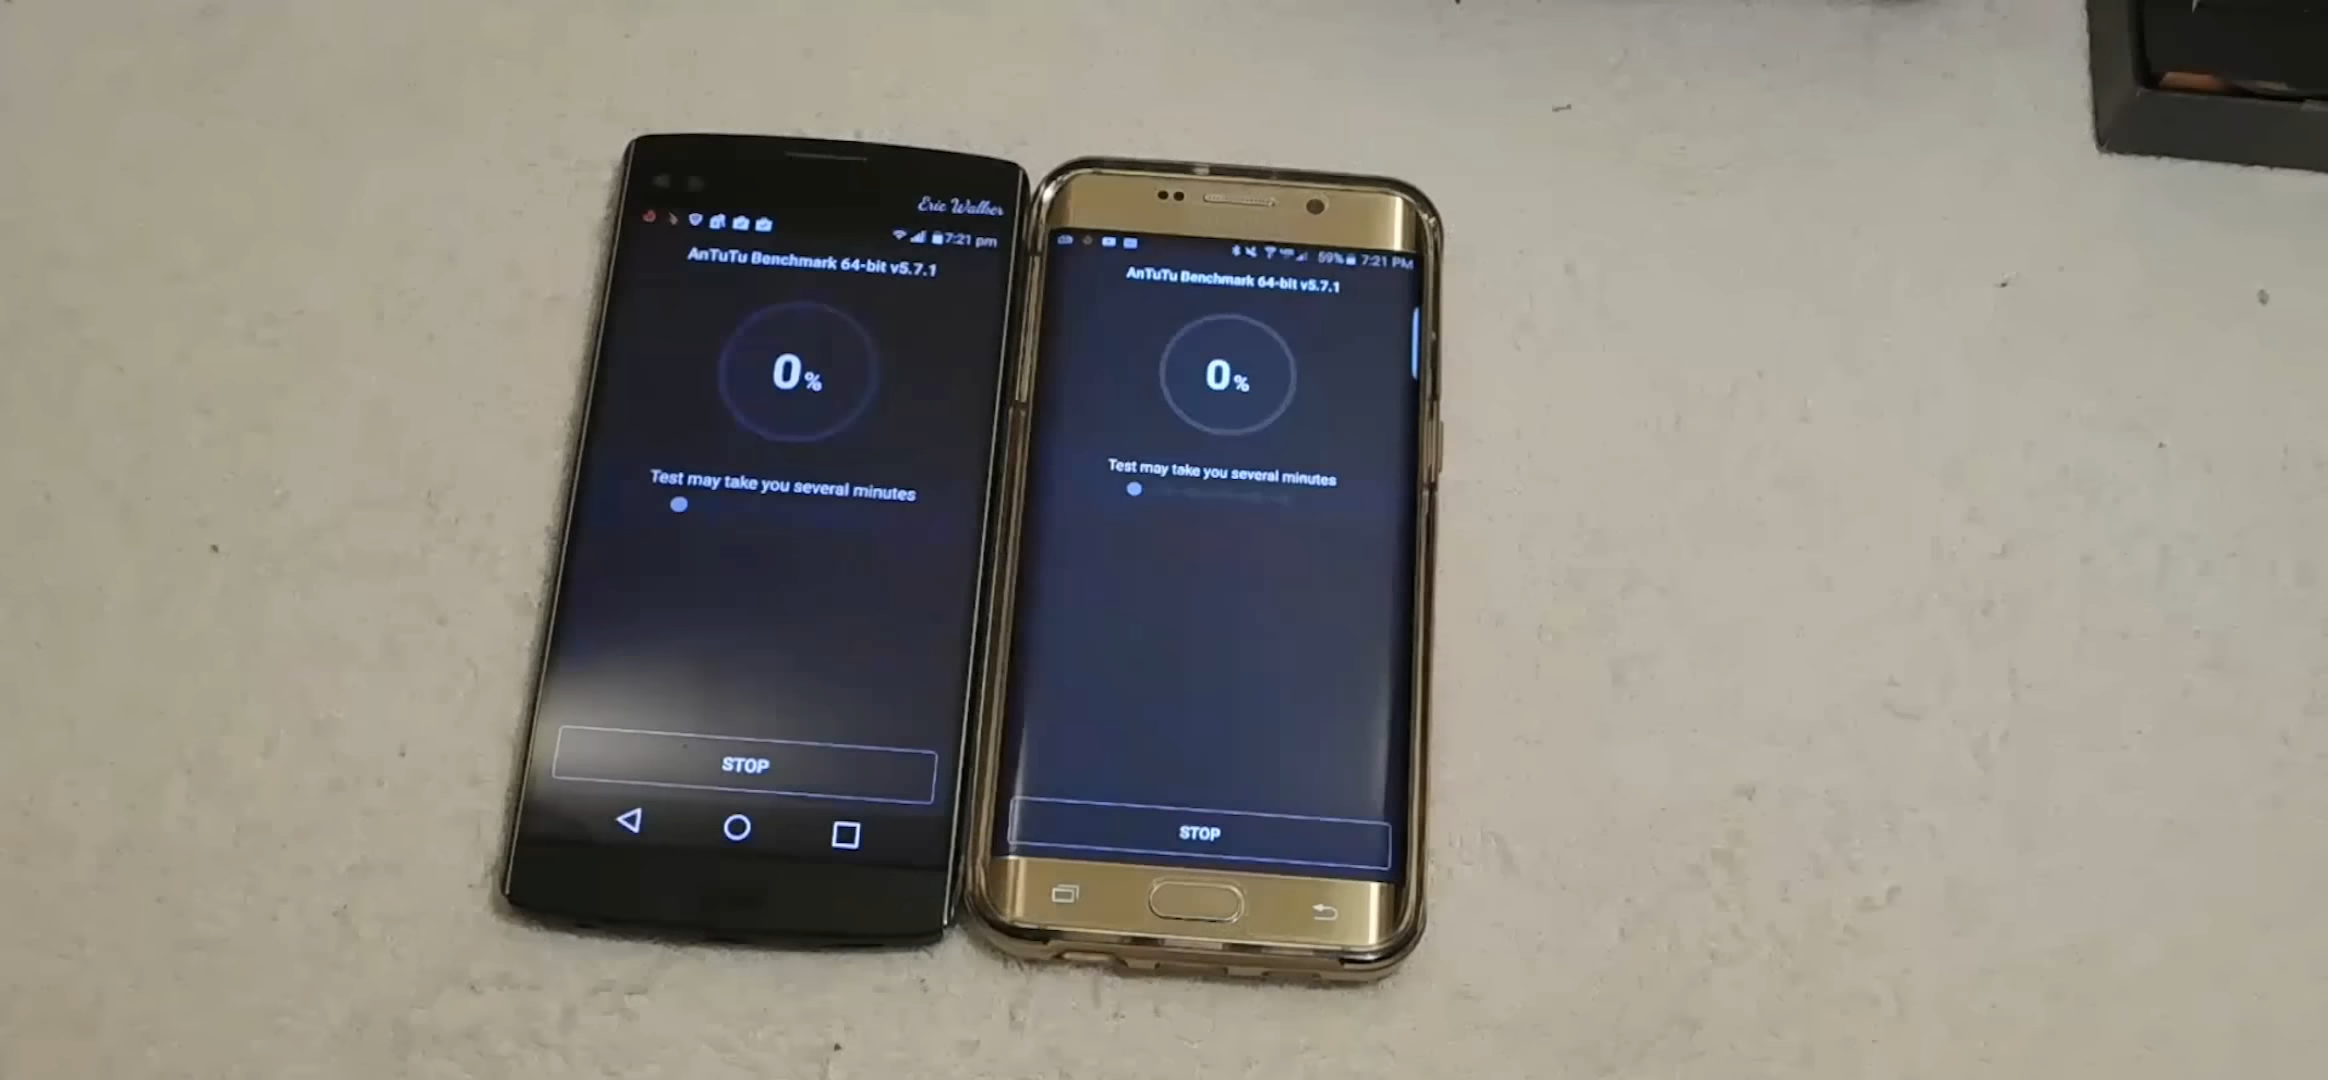 Eric Walker
7:21 pm
AnTuTu Benchmark 64-bit v5.7.1
0%
Test may take you several minutes
STOP
59% 7:21 PM
AnTuTu Benchmark 64-bit v5.7.1
0%
Test may take you several minutes
STOP